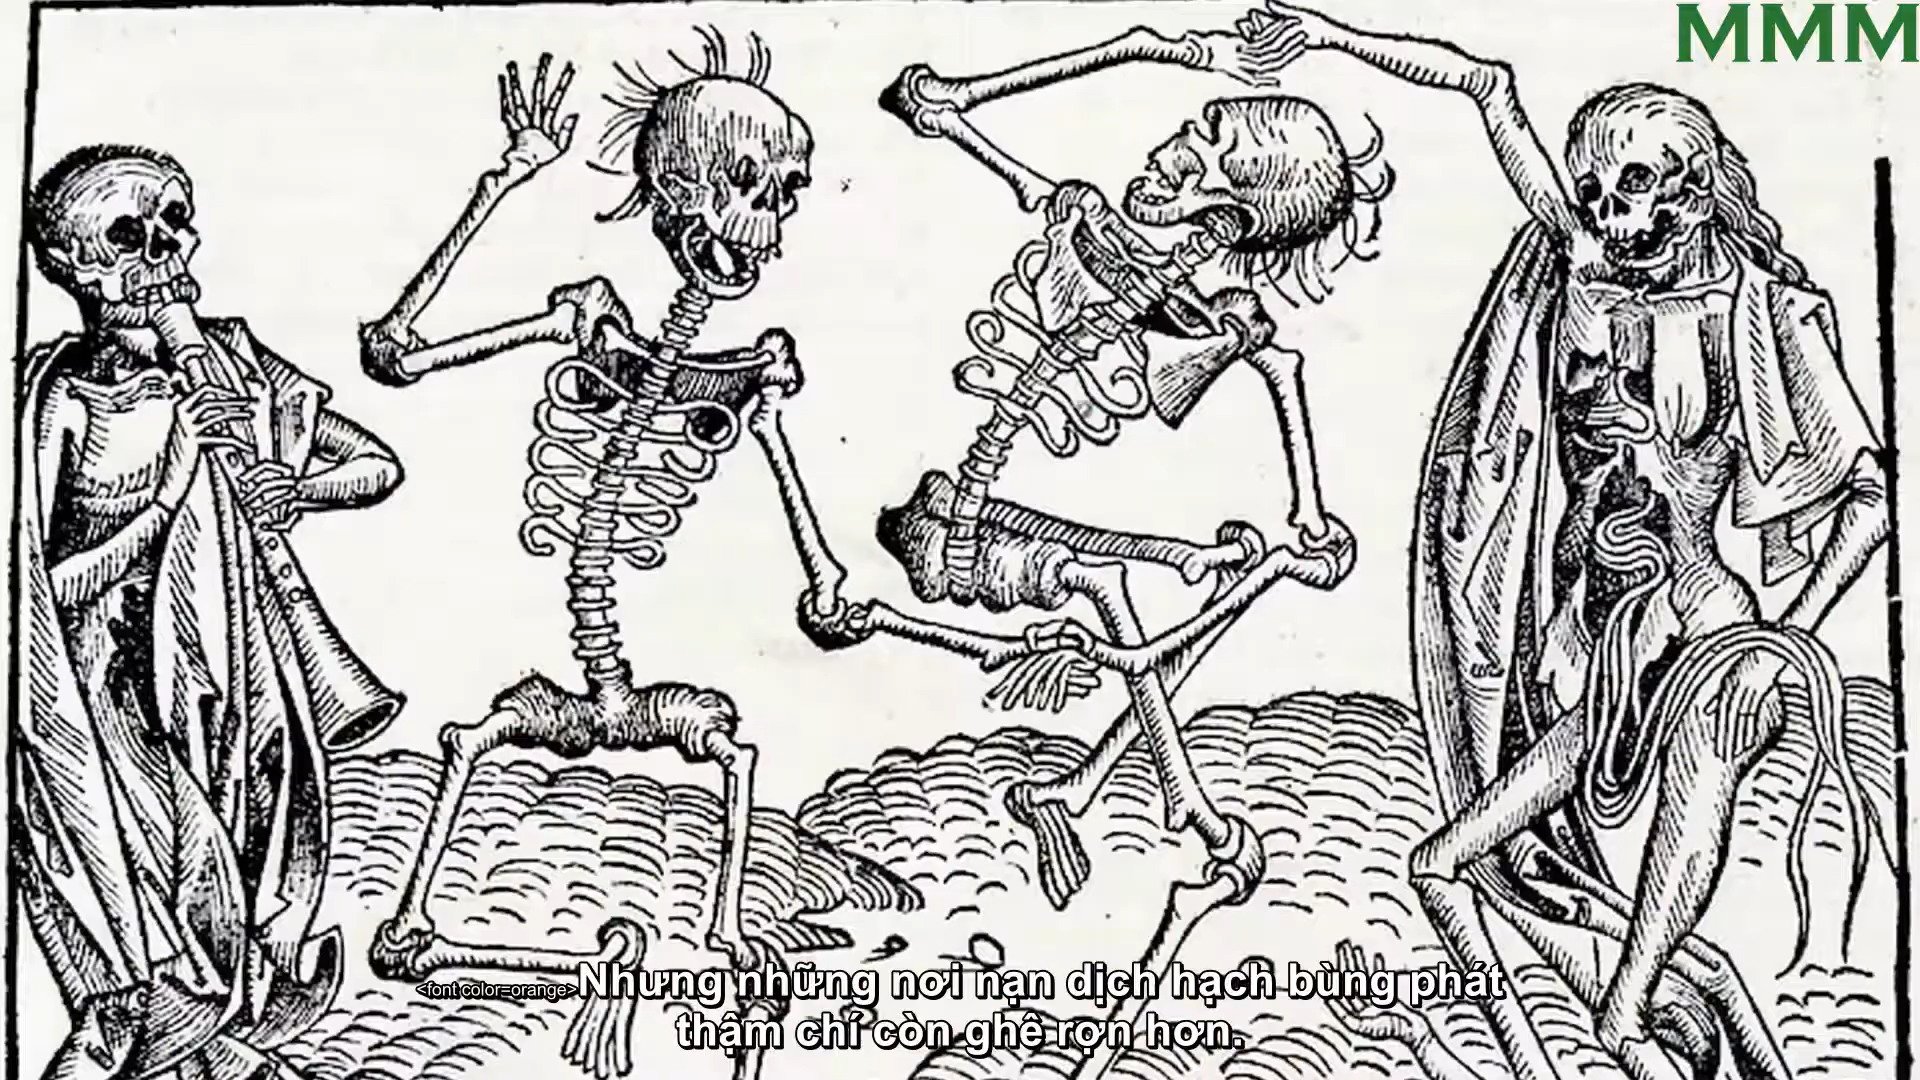 MMM
<font color=orange>Nhưng những nơi nạn dịch hạch bùng phát
thậm chí còn ghê rợn hơn.